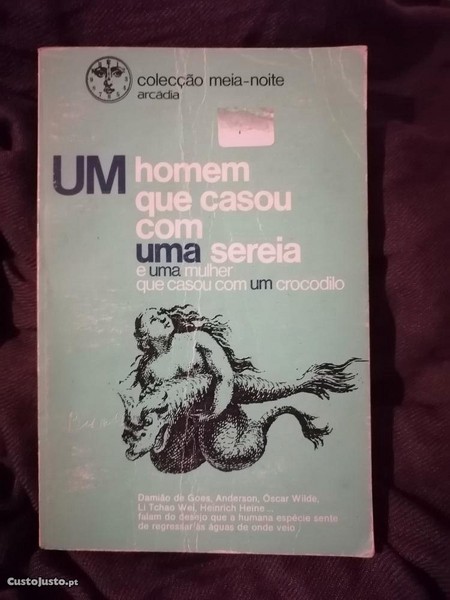 colecção meia-noite
arcádia
UM homem
que casou
com
uma sereia
e uma mulher
que casou com um crocodilo
Damião de Goes, Anderson, Oscar Wilde,
Li Tchao Wei, Heinrich Heine...
falam do desejo que a humana espécie sente
de regressar às águas de onde veio
CustoJusto.pt